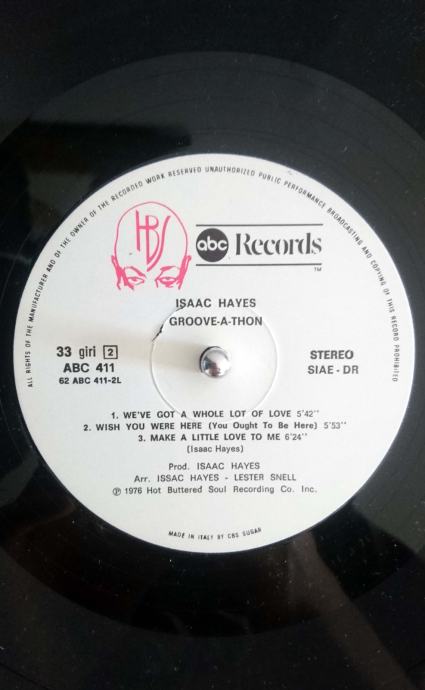 ALL RIGHTS OF THE MANUFACTURER AND OF THE OWNER OF THE RECORDED WORK RESERVED UNAUTHORIZED PUBLIC PERFORMANCE BROADCASTING AND COPYING OF THIS RECORD PROHIBITED
HBS
abc Records
TM
ISAAC HAYES
GROOVE-A-THON
33 giri 2
ABC 411
62 ABC 411-2L
STEREO
SIAE - DR
1. WE'VE GOT A WHOLE LOT OF LOVE 5'42''
2. WISH YOU WERE HERE (You Ought To Be Here) 5'53''
3. MAKE A LITTLE LOVE TO ME 6'24''
(Isaac Hayes)
Prod. ISAAC HAYES
Arr. ISSAC HAYES - LESTER SNELL
℗ 1976 Hot Buttered Soul Recording Co. Inc.
MADE IN ITALY BY CBS SUGAR